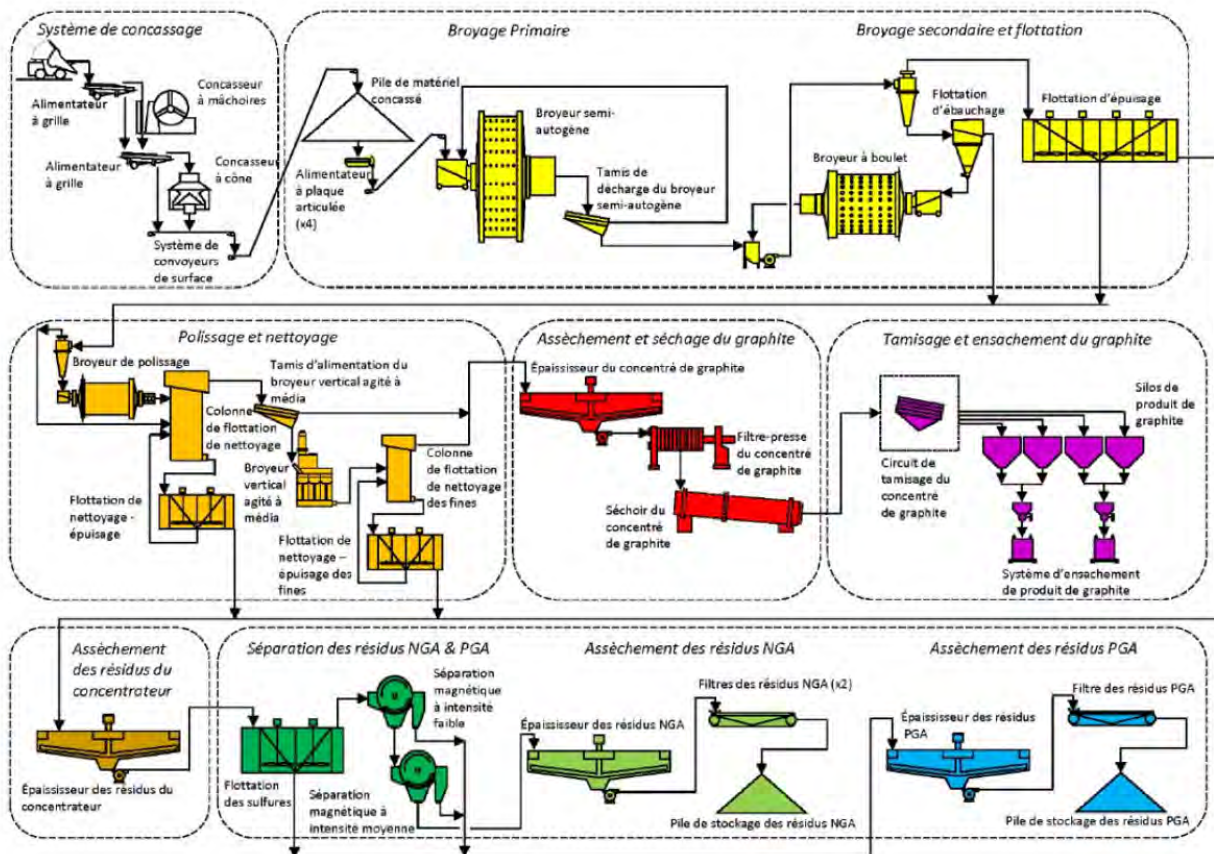 Système de concassage
Alimentateur
à grille
Concasseur
à mâchoires
Alimentateur
à grille
Concasseur
à cône
Système de
convoyeurs
de surface
Broyage Primaire
Pile de matériel
concassé
Alimentateur
à plaque
articulée
(x4)
Broyeur semi-
autogène
Tamis de
décharge du broyeur
semi-autogène
Broyage secondaire et flottation
Flottation
d'ébauchage
Flottation d'épuisage
Broyeur à boulet
Polissage et nettoyage
Broyeur de polissage
Tamis d'alimentation du
broyeur vertical agité à
média
Colonne
de flottation
de nettoyage
Broyeur
vertical
agité à
média
Colonne
de flottation
de nettoyage
des fines
Flottation de
nettoyage -
épuisage
Flottation de
nettoyage –
épuisage des
fines
Assèchement et séchage du graphite
Épaisseur du concentré de graphite
Filtre-presse
du concentré
de graphite
Séchoir du
concentré
de graphite
Tamisage et ensachement du graphite
Silos de
produit de
graphite
Circuit de
tamisage du
concentré
de graphite
Système d'ensachement
de produit de graphite
Assèchement
des résidus du
concentrateur
Épaississeur des résidus du
concentrateur
Séparation des résidus NGA & PGA
Séparation
magnétique
à intensité
faible
Flottation
des sulfures
Séparation
magnétique à
intensité moyenne
Assèchement des résidus NGA
Filtres des résidus NGA (x2)
Épaississeur des résidus NGA
Pile de stockage des résidus NGA
Assèchement des résidus PGA
Filtre des résidus PGA
Épaississeur des résidus
PGA
Pile de stockage des résidus PGA